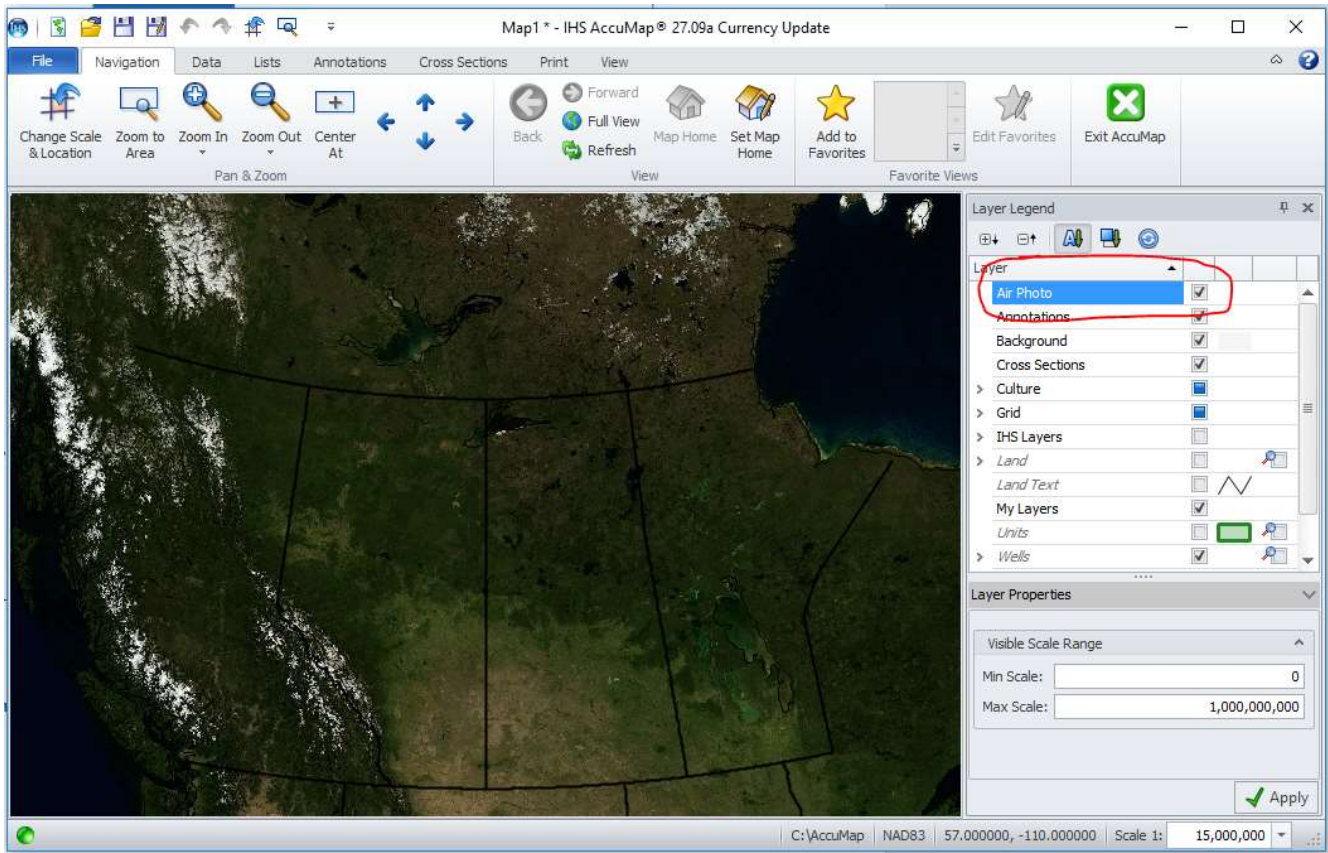 IHS
Map1 * - IHS AccuMap® 27.09a Currency Update
File Navigation Data Lists Annotations Cross Sections Print View
Change Scale & Location
Zoom to Area
Zoom In
Zoom Out
Center At
Pan & Zoom
Back
Forward
Full View
Refresh
Map Home
Set Map Home
View
Add to Favorites
Edit Favorites
Favorite Views
Exit AccuMap
Layer Legend
Layer
Air Photo
Annotations
Background
Cross Sections
Culture
Grid
IHS Layers
Land
Land Text
My Layers
Units
Wells
Layer Properties
Visible Scale Range
Min Scale: 0
Max Scale: 1,000,000,000
Apply
C:\AccuMap NAD83 57.000000, -110.000000 Scale 1: 15,000,000